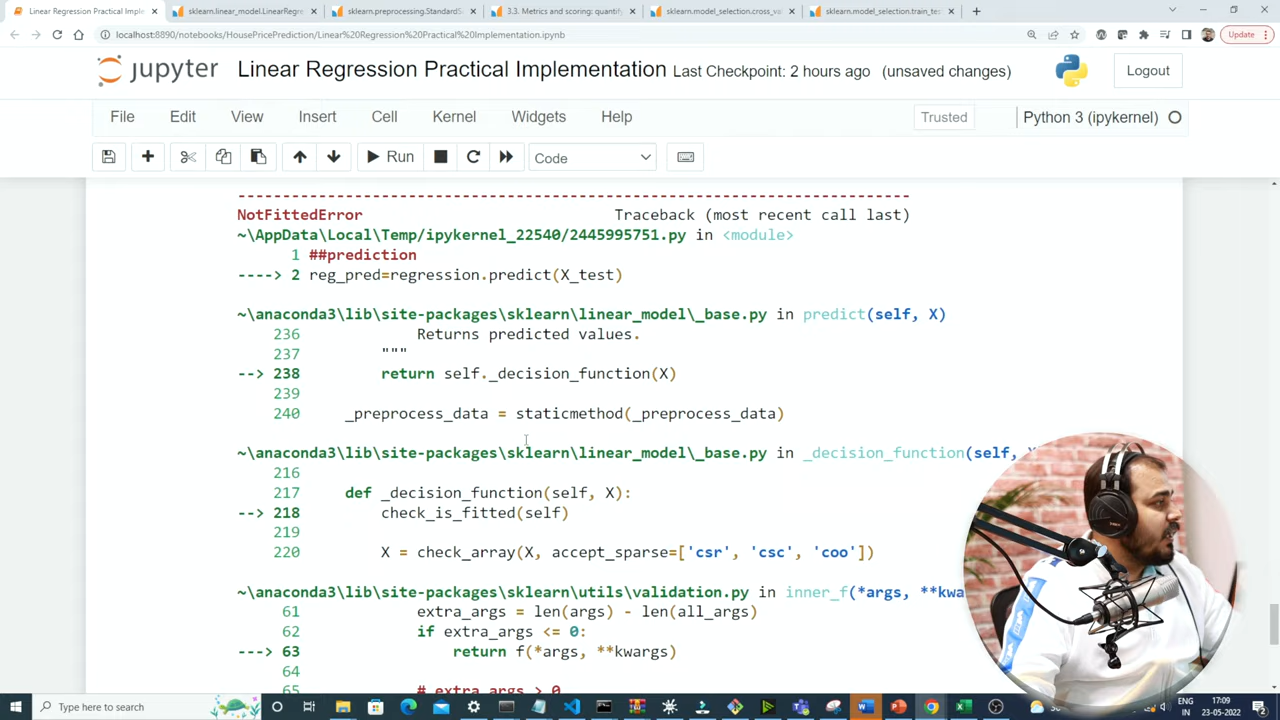 Linear Regression Practical Imple
sklearn.linear_model.LinearRegre
sklearn.preprocessing.StandardS
3.3. Metrics and scoring: quantify
sklearn.model_selection.cross_va
sklearn.model_selection.train_tes
localhost:8890/notebooks/HousePricePrediction/Linear%20Regression%20Practical%20Implementation.ipynb
Update
jupyter Linear Regression Practical Implementation Last Checkpoint: 2 hours ago (unsaved changes)
Logout
File Edit View Insert Cell Kernel Widgets Help
Trusted
Python 3 (ipykernel)
Run
Code
---------------------------------------------------------------------------
NotFittedError                            Traceback (most recent call last)
~\AppData\Local\Temp/ipykernel_22540/2445995751.py in <module>
      1 ##prediction
----> 2 reg_pred=regression.predict(X_test)
~\anaconda3\lib\site-packages\sklearn\linear_model\_base.py in predict(self, X)
    236             Returns predicted values.
    237         """
--> 238         return self._decision_function(X)
    239
    240     _preprocess_data = staticmethod(_preprocess_data)
~\anaconda3\lib\site-packages\sklearn\linear_model\_base.py in _decision_function(self,
    216
    217     def _decision_function(self, X):
--> 218         check_is_fitted(self)
    219
    220         X = check_array(X, accept_sparse=['csr', 'csc', 'coo'])
~\anaconda3\lib\site-packages\sklearn\utils\validation.py in inner_f(*args, **kwa
     61             extra_args = len(args) - len(all_args)
     62             if extra_args <= 0:
---> 63                 return f(*args, **kwargs)
     64
     65             # extra_args > 0
Type here to search
ENG
IN
17:09
23-05-2022
2